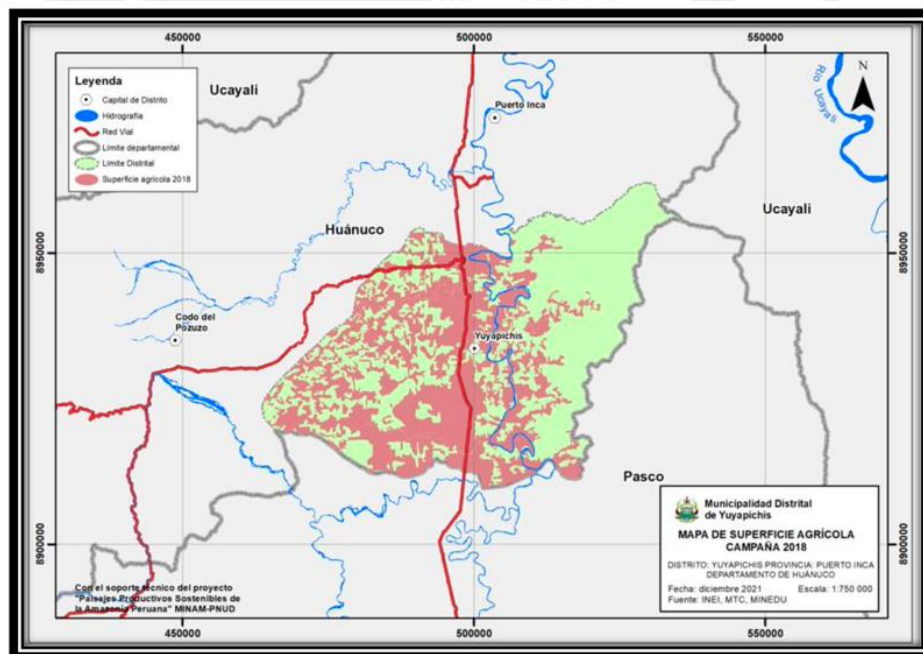 450000
500000
550000
Leyenda
Capital de Distrito
Hidrografía
Red Vial
Límite departamental
Límite Distrital
Superficie agrícola 2018
Ucayali
Puerto Inca
Río Ucayali
N
Ucayali
Huánuco
8950000
8950000
Codo del
Pozuzo
Yuyapichis
Pasco
8900000
8900000
Municipalidad Distrital
de Yuyapichis
MAPA DE SUPERFICIE AGRÍCOLA
CAMPAÑA 2018
DISTRITO: YUYAPICHIS PROVINCIA: PUERTO INCA
DEPARTAMENTO DE HUÁNUCO
Fecha: diciembre 2021 Escala: 1:750 000
Fuente: INEI, MTC, MINEDU
Con el soporte técnico del proyecto
"Paisajes Productivos Sostenibles de
la Amazonía Peruana" MINAM-PNUD
450000
500000
550000